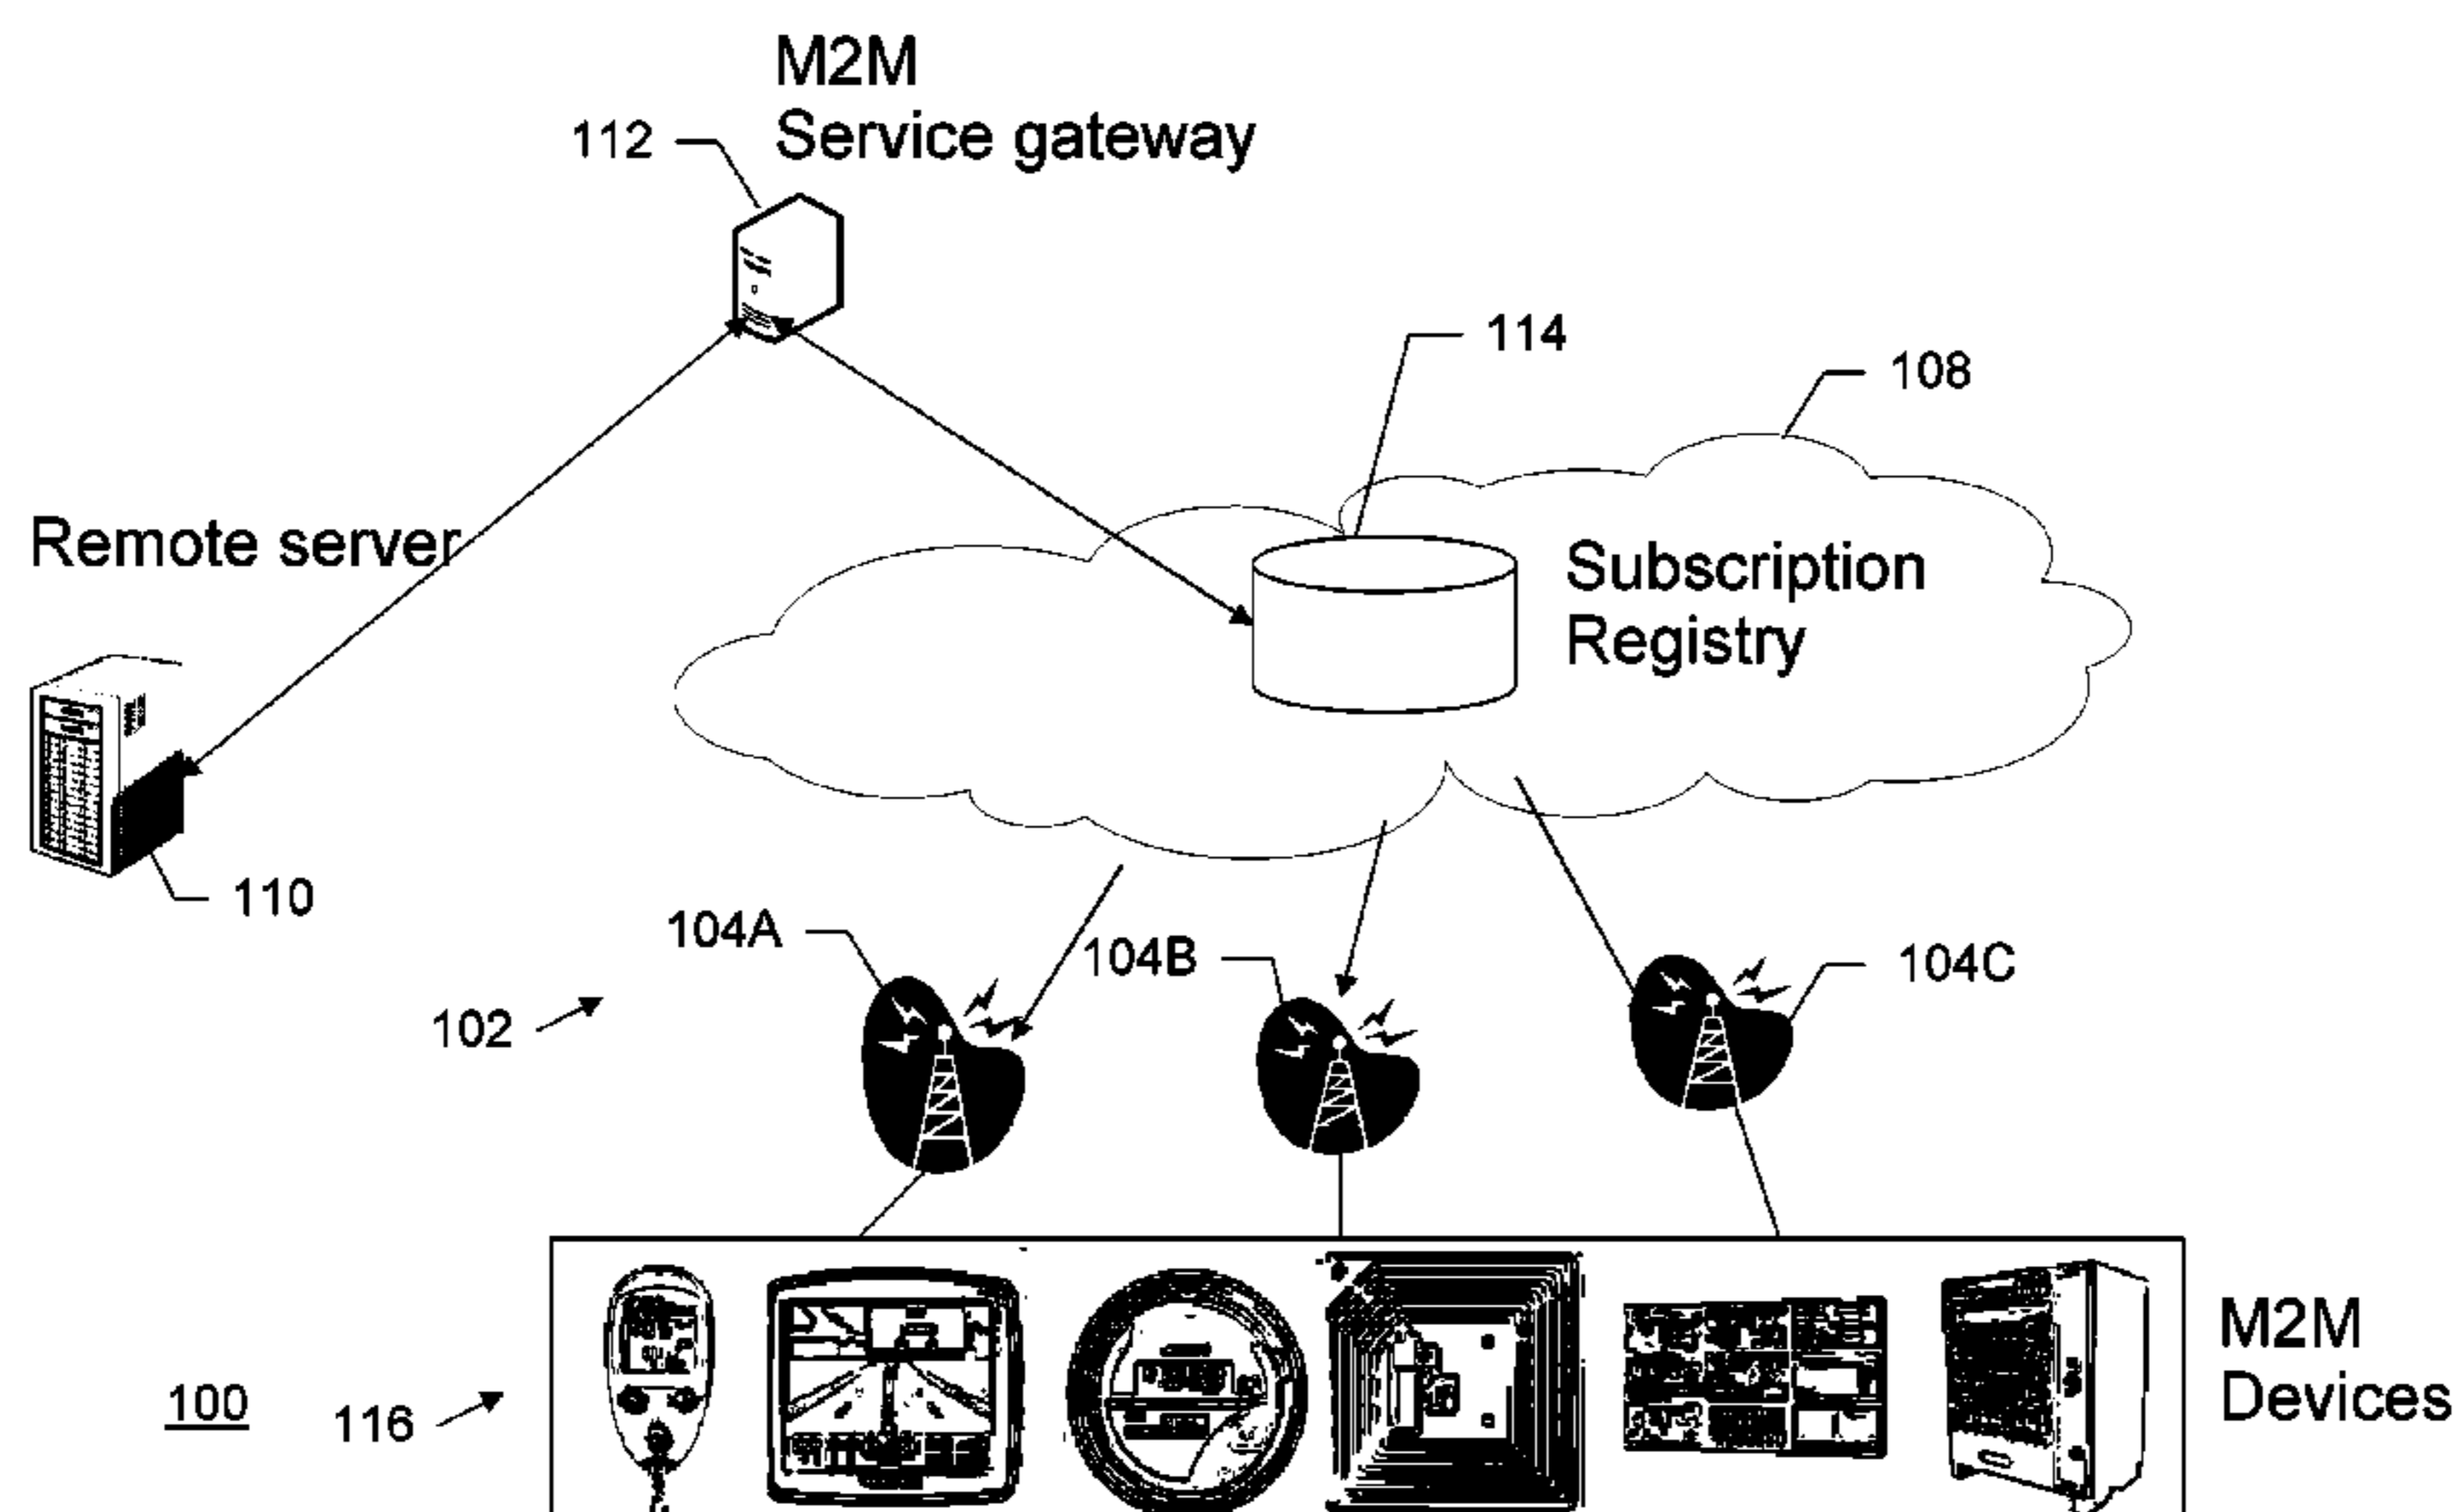 M2M
Service gateway
112
114
108
Remote server
Subscription
Registry
110
104A
104B
104C
102
100
116
M2M
Devices